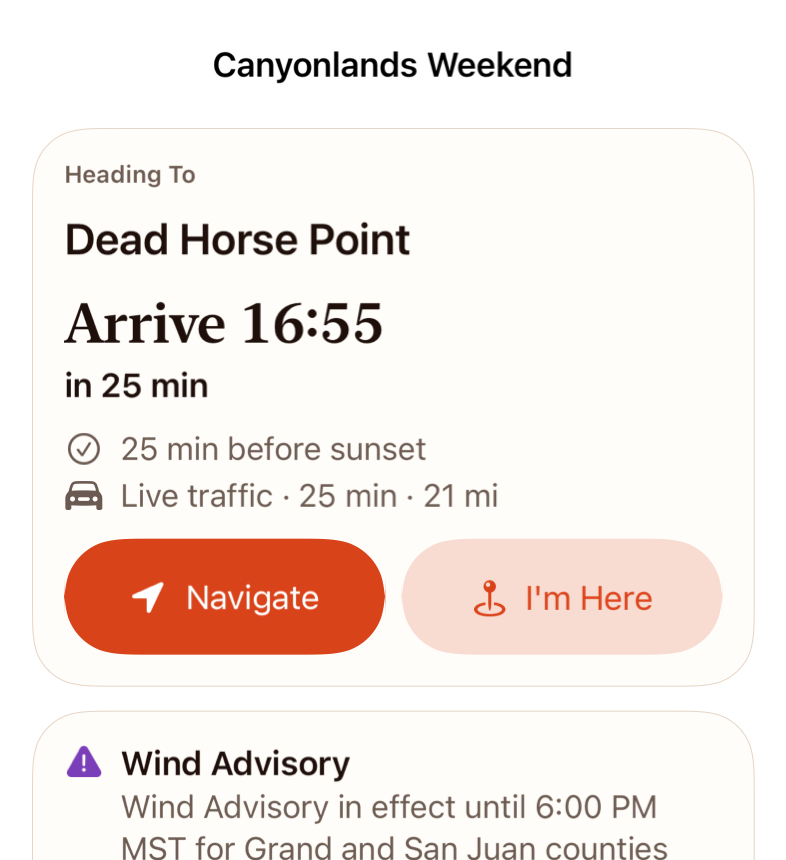 Canyonlands Weekend
Heading To
Dead Horse Point
Arrive 16:55
in 25 min
25 min before sunset
Live traffic · 25 min · 21 mi
Navigate
I'm Here
Wind Advisory
Wind Advisory in effect until 6:00 PM
MST for Grand and San Juan counties